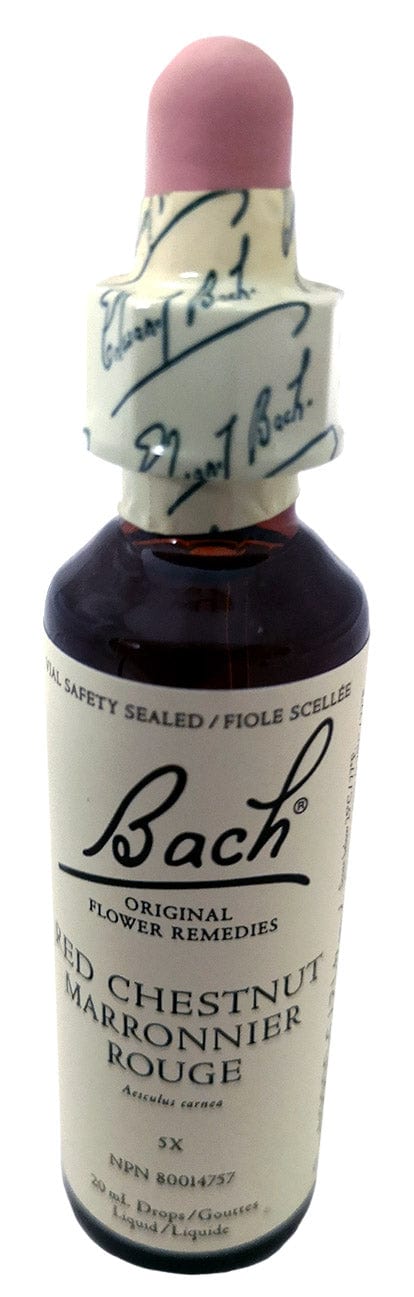 Edward Bach.
Bach.
VIAL SAFETY SEALED / FIOLE SCELLÉE
Bach®
ORIGINAL
FLOWER REMEDIES
RED CHESTNUT
MARRONNIER
ROUGE
Aesculus carnea
5X
NPN 80014757
20 mL Drops/Gouttes
Liquid/Liquide